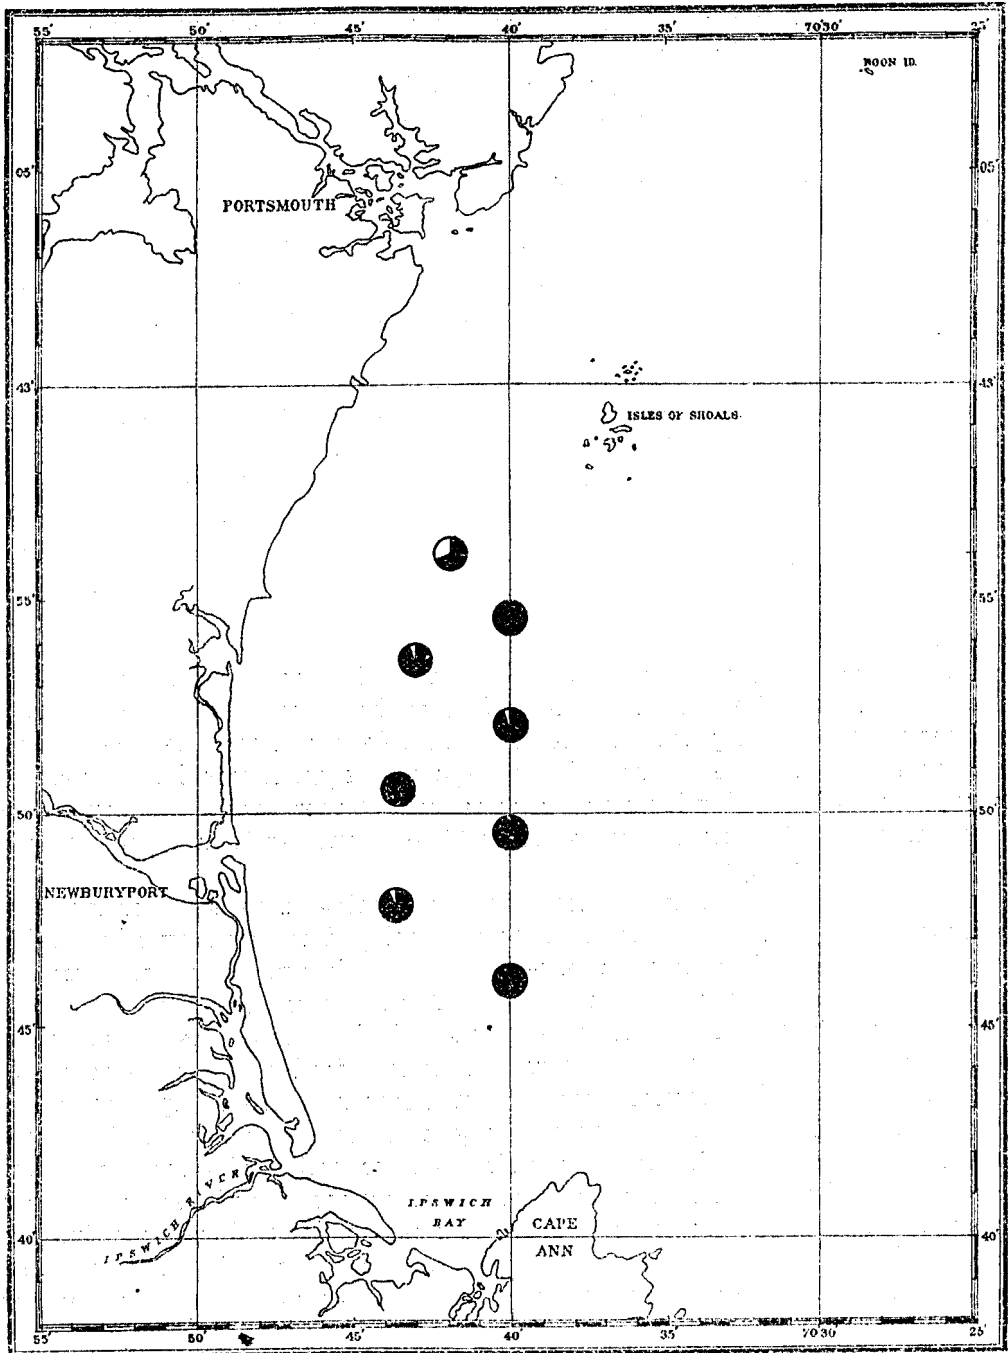 55' 50' 45' 40' 35' 70°30' 25'
BOON ID.
05' 05'
PORTSMOUTH
43° 43°
ISLES OF SHOALS
55' 55'
50' 50'
NEWBURYPORT
45' 45'
IPSWICH RIVER
IPSWICH
BAY
CAPE
ANN
40' 40'
55' 50' 45' 40' 35' 70 30' 25'